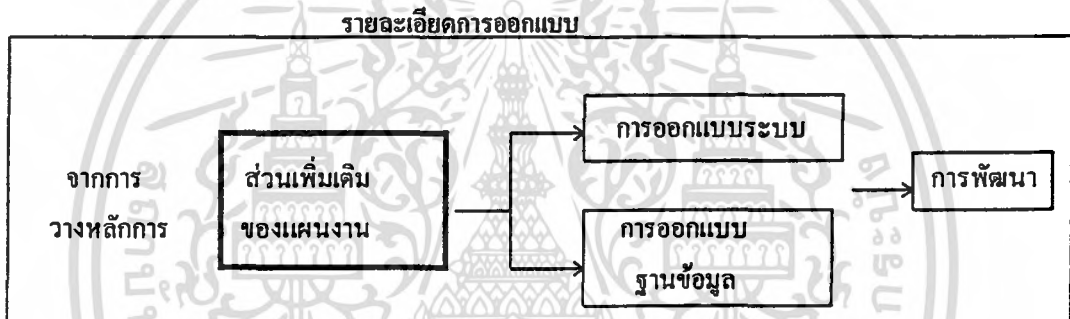 รายละเอียดการออกแบบ
จากการ
วางหลักการ
ส่วนเพิ่มเติม
ของแผนงาน
การออกแบบระบบ
การออกแบบ
ฐานข้อมูล
การพัฒนา